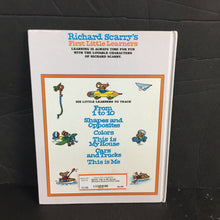 Richard Scarry's
First Little Learners
LEARNING IS ALWAYS TIME FOR FUN
WITH THE LOVABLE CHARACTERS
OF RICHARD SCARRY.
SIX LITTLE LEARNERS TO TEACH
From
1 to 10
Shapes and
Opposites
Colors
This is
My House
Cars
and Trucks
This is Me